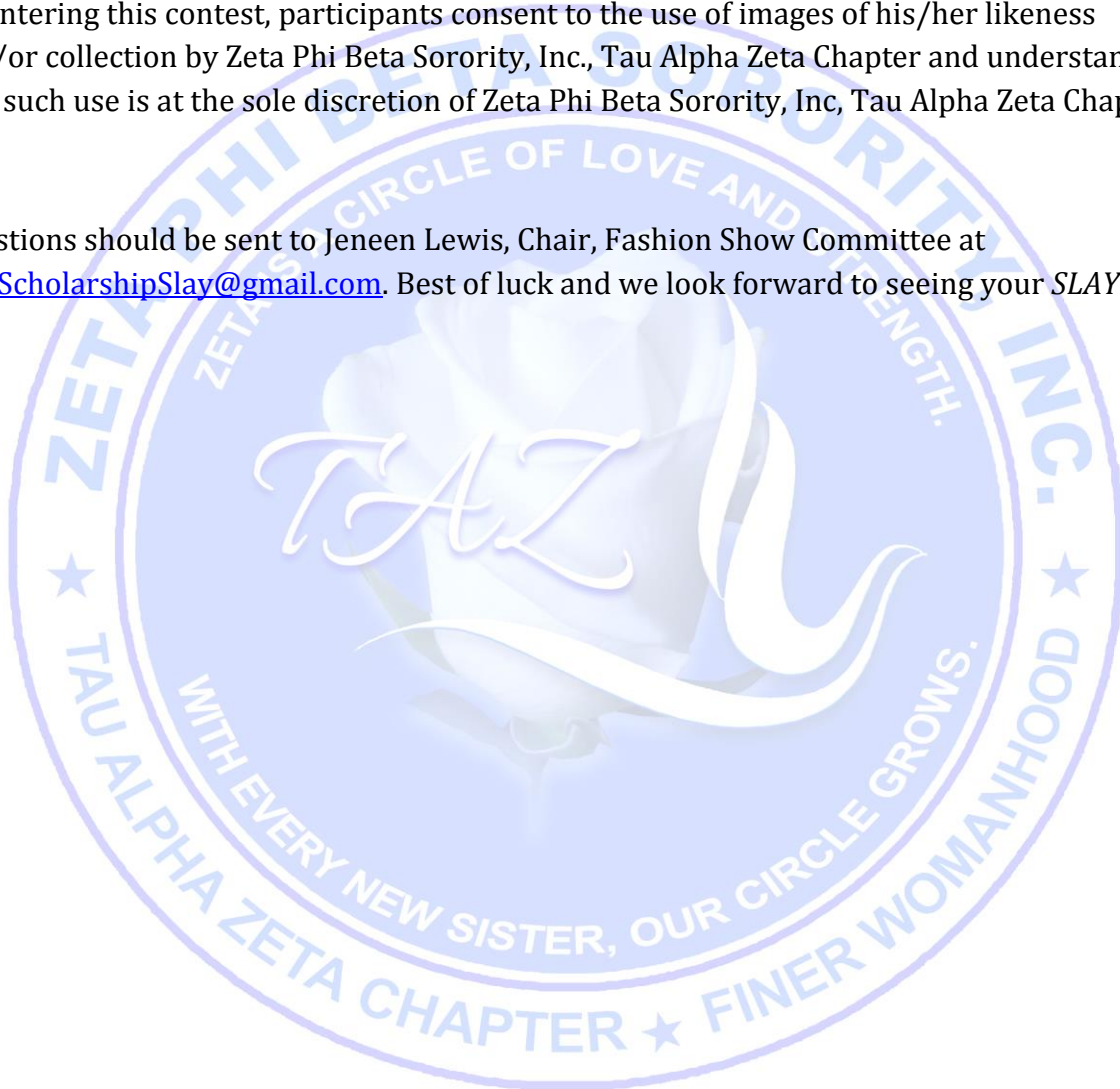 ntering this contest, participants consent to the use of images of his/her likeness
/or collection by Zeta Phi Beta Sorority, Inc., Tau Alpha Zeta Chapter and understan
such use is at the sole discretion of Zeta Phi Beta Sorority, Inc, Tau Alpha Zeta Chap
stions should be sent to Jeneen Lewis, Chair, Fashion Show Committee at
ScholarshipSlay@gmail.com. Best of luck and we look forward to seeing your SLAY
ZETA PHI BETA SORORITY, INC.
ZETA IS A CIRCLE OF LOVE AND STRENGTH.
TAZ
WITH EVERY NEW SISTER, OUR CIRCLE GROWS.
★ TAU ALPHA ZETA CHAPTER ★ FINER WOMANHOOD ★